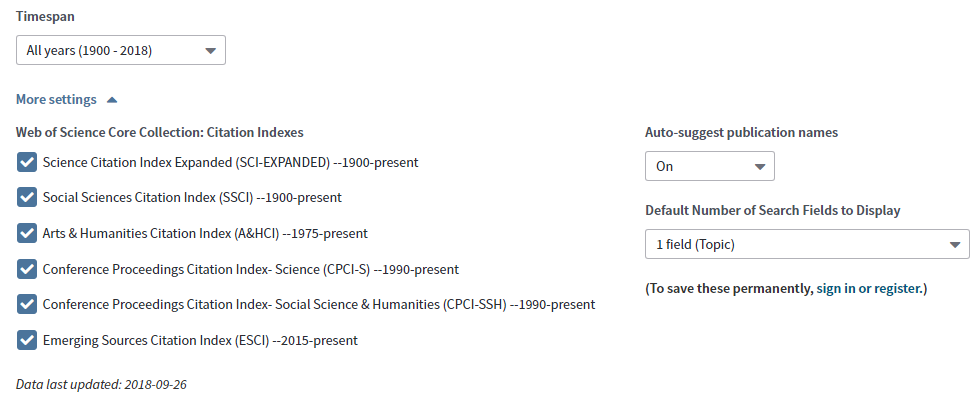 Timespan
All years (1900 - 2018)
More settings
Web of Science Core Collection: Citation Indexes
Science Citation Index Expanded (SCI-EXPANDED) --1900-present
Social Sciences Citation Index (SSCI) --1900-present
Arts & Humanities Citation Index (A&HCI) --1975-present
Conference Proceedings Citation Index- Science (CPCI-S) --1990-present
Conference Proceedings Citation Index- Social Science & Humanities (CPCI-SSH) --1990-present
Emerging Sources Citation Index (ESCI) --2015-present
Data last updated: 2018-09-26
Auto-suggest publication names
On
Default Number of Search Fields to Display
1 field (Topic)
(To save these permanently, sign in or register.)